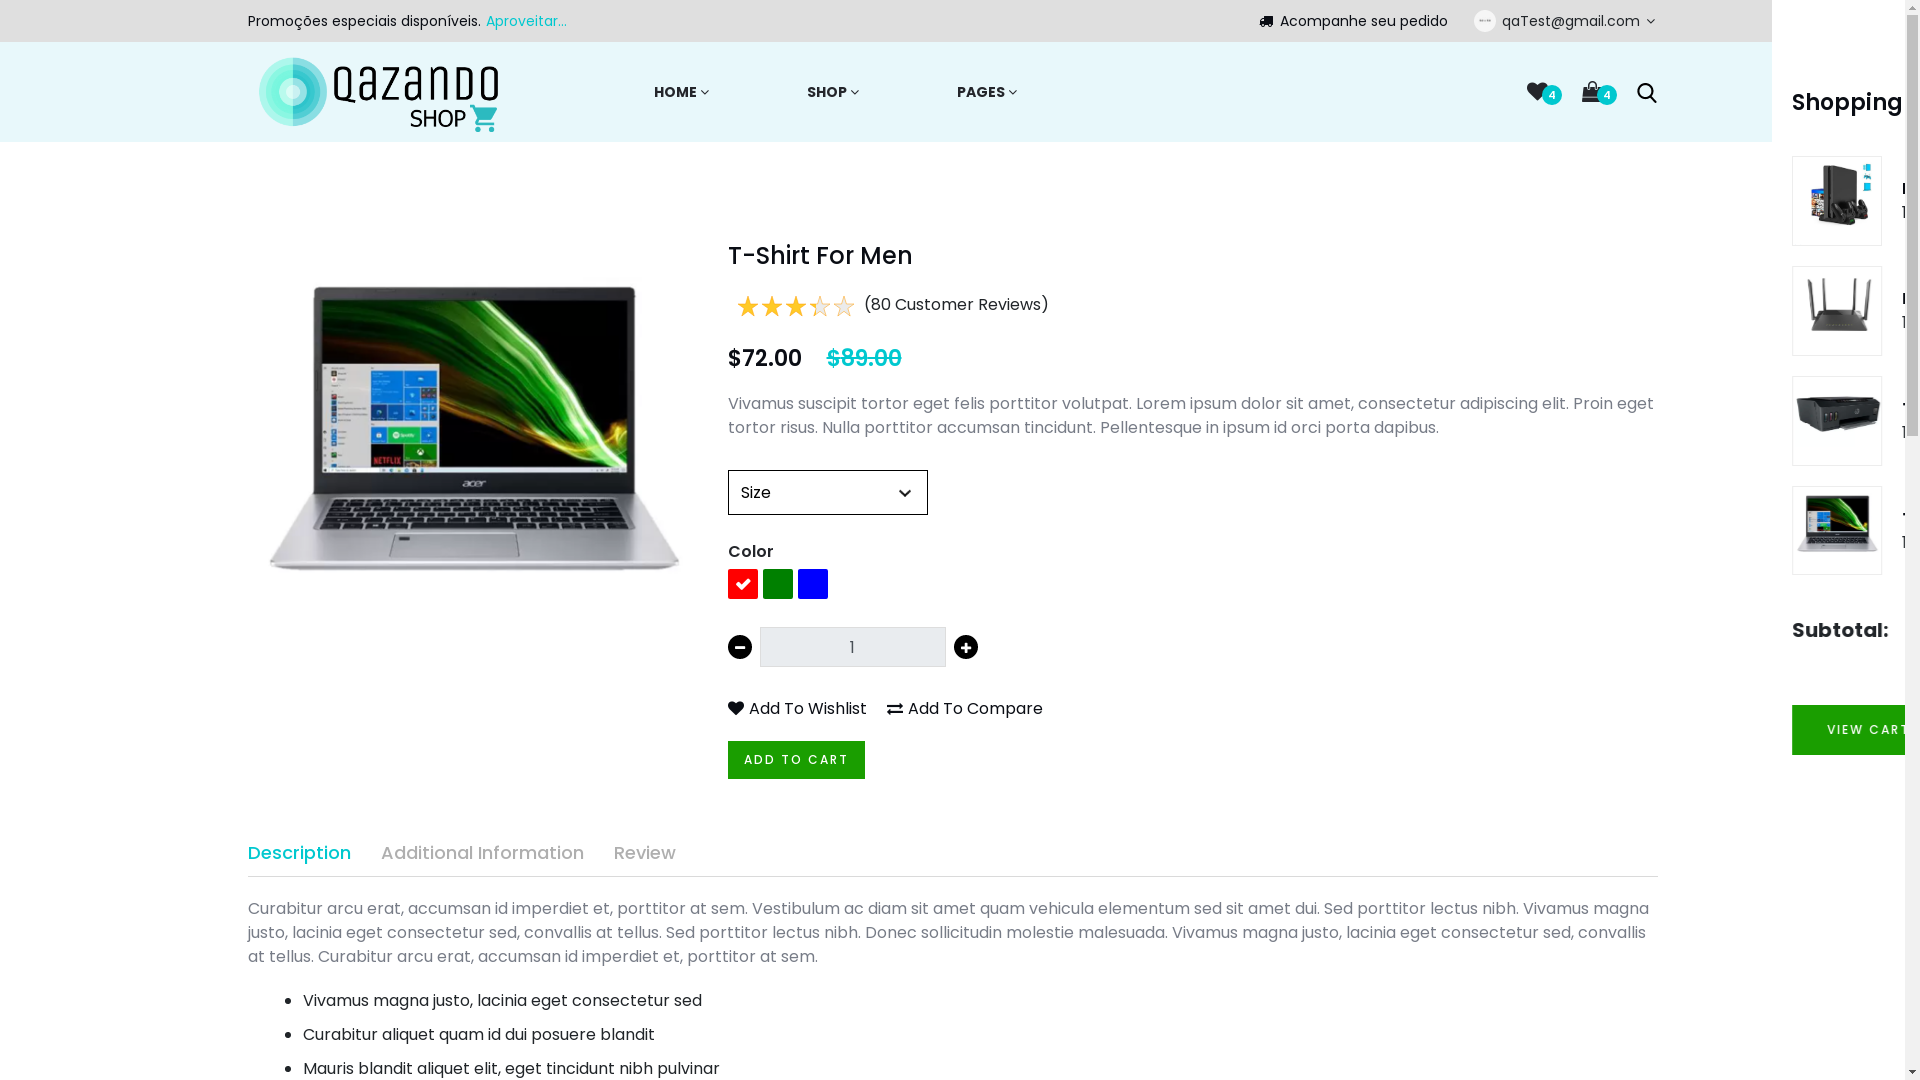 Promoções especiais disponíveis. Aproveitar...
Acompanhe seu pedido
qaTest@gmail.com
QAZANDO
SHOP
HOME
SHOP
PAGES
4
4
Shopping
T-Shirt For Men
(80 Customer Reviews)
$72.00 $89.00
Vivamus suscipit tortor eget felis porttitor volutpat. Lorem ipsum dolor sit amet, consectetur adipiscing elit. Proin eget
tortor risus. Nulla porttitor accumsan tincidunt. Pellentesque in ipsum id orci porta dapibus.
Size
Color
1
Add To Wishlist
Add To Compare
ADD TO CART
acer
NETFLIX
Subtotal:
VIEW CART
Description
Additional Information
Review
Curabitur arcu erat, accumsan id imperdiet et, porttitor at sem. Vestibulum ac diam sit amet quam vehicula elementum sed sit amet dui. Sed porttitor lectus nibh. Vivamus magna
justo, lacinia eget consectetur sed, convallis at tellus. Sed porttitor lectus nibh. Donec sollicitudin molestie malesuada. Vivamus magna justo, lacinia eget consectetur sed, convallis
at tellus. Curabitur arcu erat, accumsan id imperdiet et, porttitor at sem.
Vivamus magna justo, lacinia eget consectetur sed
Curabitur aliquet quam id dui posuere blandit
Mauris blandit aliquet elit, eget tincidunt nibh pulvinar